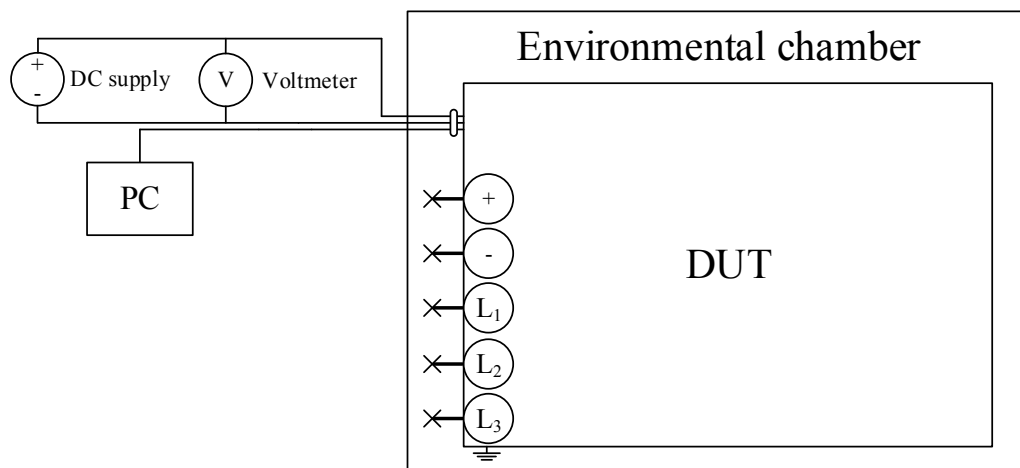 Environmental chamber
+
DC supply
-
V
Voltmeter
PC
+
-
L₁
L₂
L₃
DUT